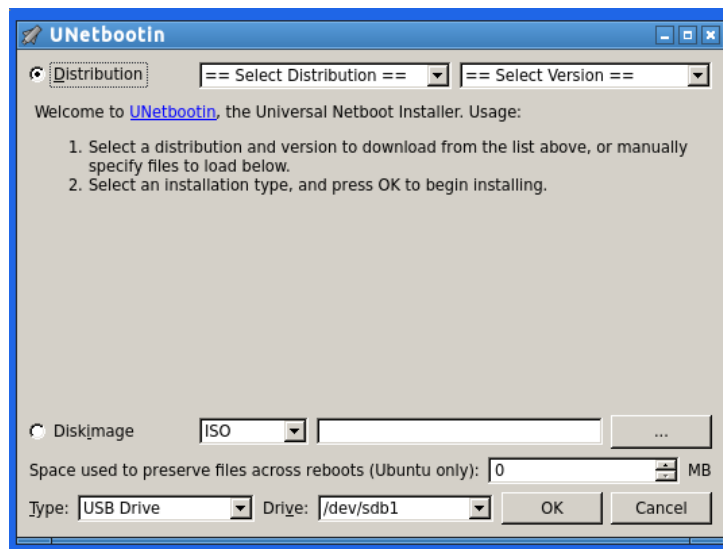 UNetbootin
Distribution == Select Distribution == == Select Version ==
Welcome to UNetbootin, the Universal Netboot Installer. Usage:
1. Select a distribution and version to download from the list above, or manually
specify files to load below.
2. Select an installation type, and press OK to begin installing.
Diskimage ISO ...
Space used to preserve files across reboots (Ubuntu only): 0 MB
Type: USB Drive Drive: /dev/sdb1 OK Cancel